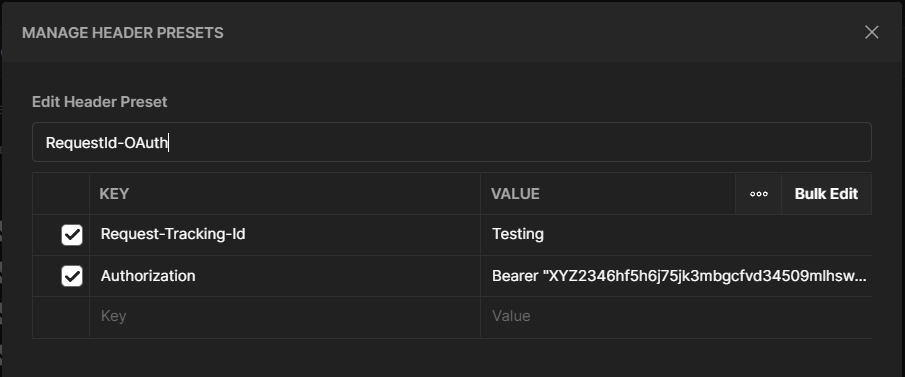 MANAGE HEADER PRESETS
Edit Header Preset
RequestId-OAuth
KEY VALUE ooo Bulk Edit
Request-Tracking-Id Testing
Authorization Bearer "XYZ2346hf5h6j75jk3mbgcfvd34509mlhsw...
Key Value